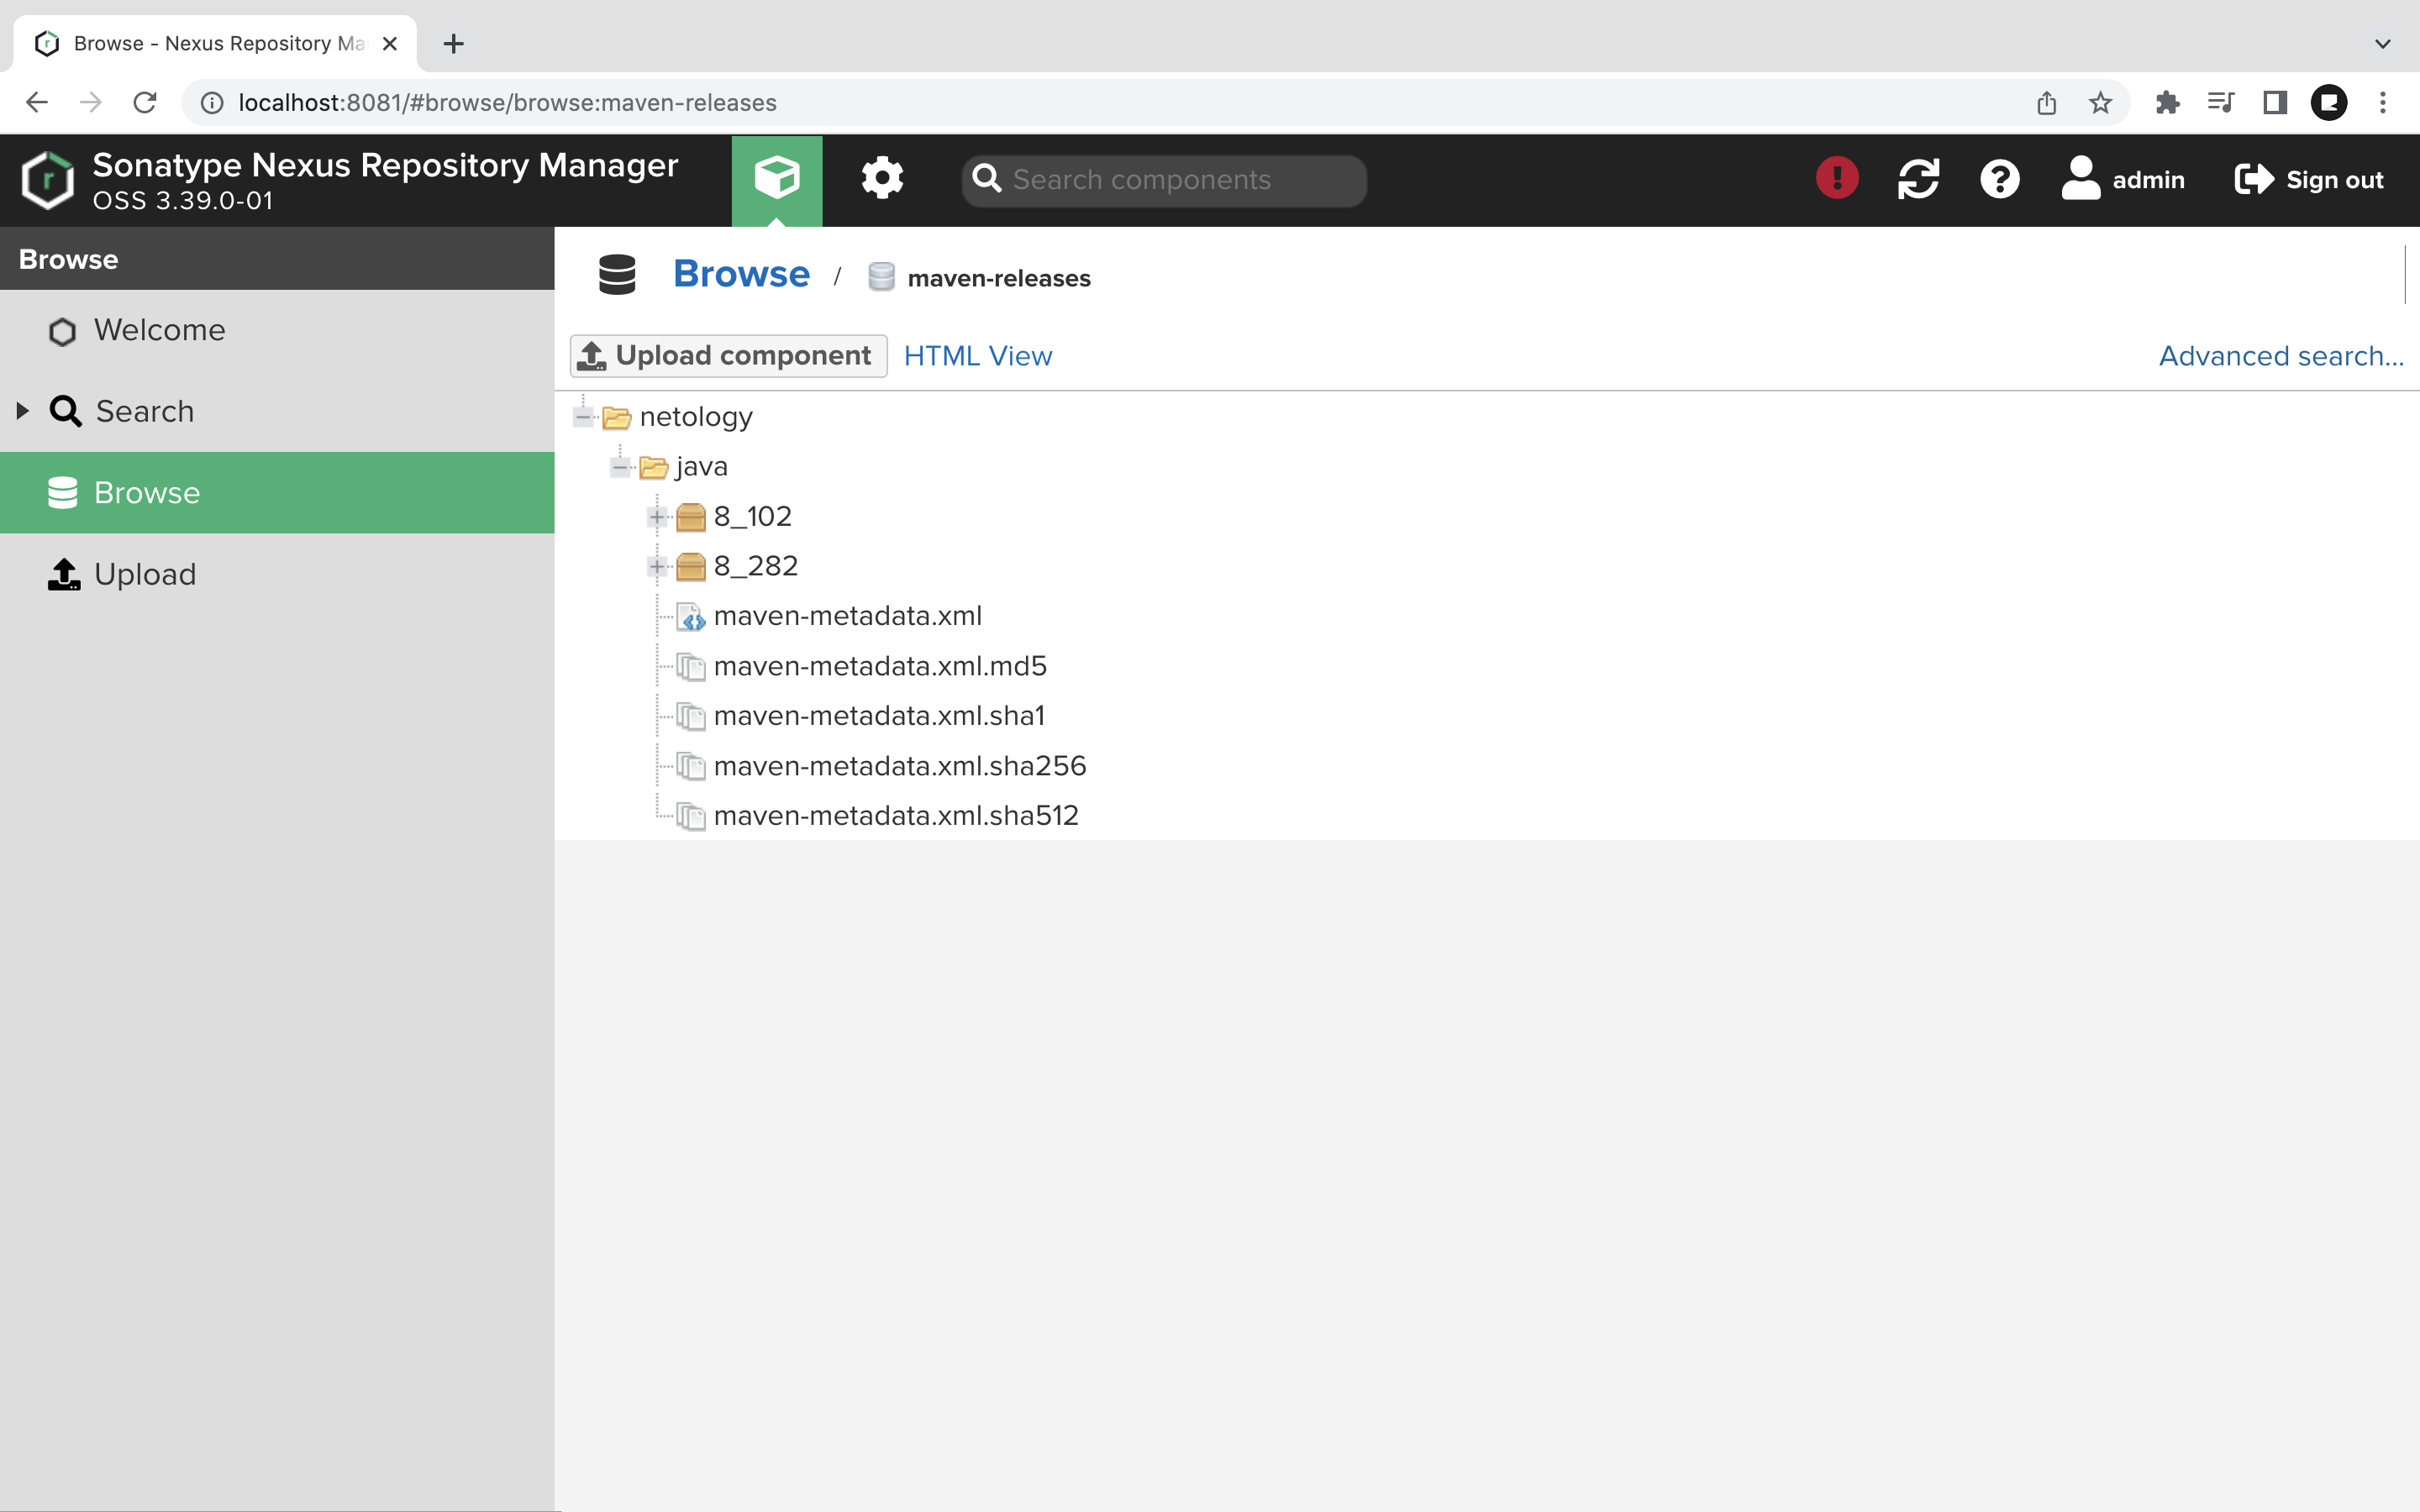 Browse - Nexus Repository Ma
localhost:8081/#browse/browse:maven-releases
Sonatype Nexus Repository Manager
OSS 3.39.0-01
Search components
admin
Sign out
Browse
Welcome
Search
Browse
Upload
Browse / maven-releases
Upload component
HTML View
Advanced search...
netology
java
8_102
8_282
maven-metadata.xml
maven-metadata.xml.md5
maven-metadata.xml.sha1
maven-metadata.xml.sha256
maven-metadata.xml.sha512